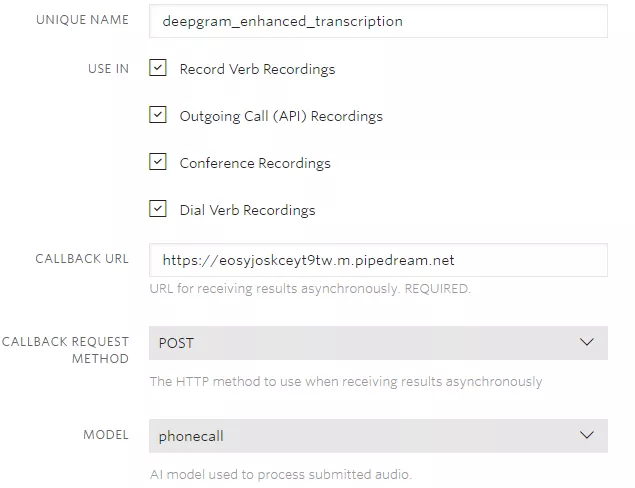 UNIQUE NAME deepgram_enhanced_transcription
USE IN Record Verb Recordings
Outgoing Call (API) Recordings
Conference Recordings
Dial Verb Recordings
CALLBACK URL https://eosyjoskceyt9tw.m.pipedream.net
URL for receiving results asynchronously. REQUIRED.
CALLBACK REQUEST
METHOD POST
The HTTP method to use when receiving results asynchronously
MODEL phonecall
AI model used to process submitted audio.